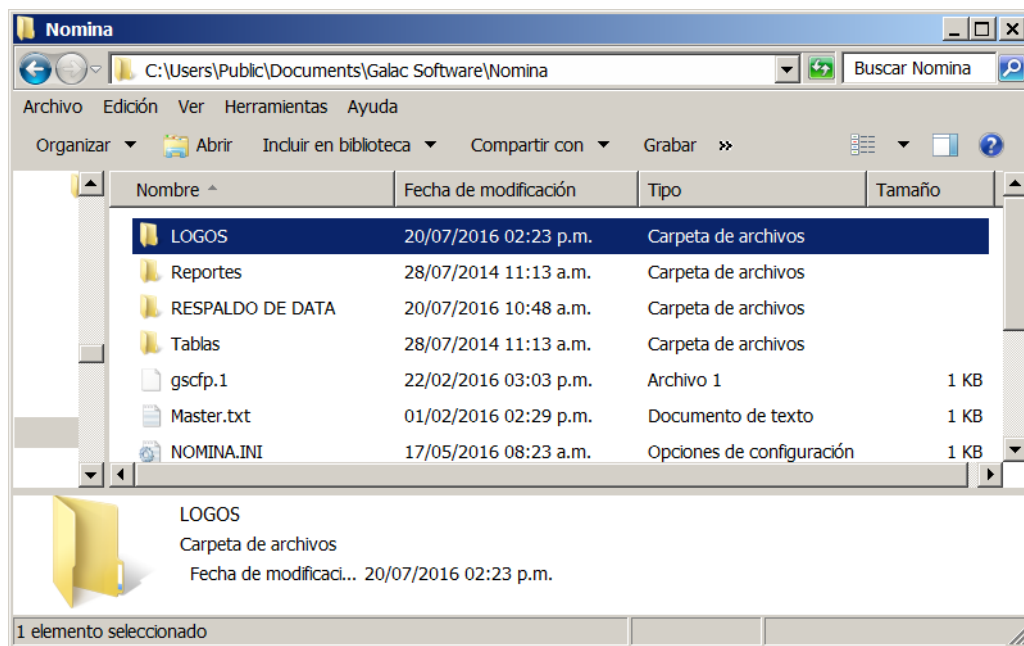 Nomina
C:\Users\Public\Documents\Galac Software\Nomina Buscar Nomina
Archivo Edición Ver Herramientas Ayuda
Organizar Abrir Incluir en biblioteca Compartir con Grabar »
Nombre Fecha de modificación Tipo Tamaño
LOGOS 20/07/2016 02:23 p.m. Carpeta de archivos
Reportes 28/07/2014 11:13 a.m. Carpeta de archivos
RESPALDO DE DATA 20/07/2016 10:48 a.m. Carpeta de archivos
Tablas 28/07/2014 11:13 a.m. Carpeta de archivos
gscfp.1 22/02/2016 03:03 p.m. Archivo 1 1 KB
Master.txt 01/02/2016 02:29 p.m. Documento de texto 1 KB
NOMINA.INI 17/05/2016 08:23 a.m. Opciones de configuración 1 KB
LOGOS
Carpeta de archivos
Fecha de modificaci... 20/07/2016 02:23 p.m.
1 elemento seleccionado